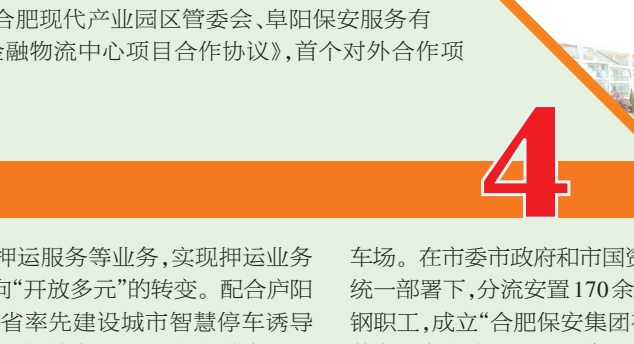 合肥现代产业园区管委会、阜阳保安服务有
金融物流中心项目合作协议》,首个对外合作项
4
押运服务等业务,实现押运业务
向“开放多元”的转变。配合庐阳
省率先建设城市智慧停车诱导
车场。在市委市政府和市国资
统一部署下,分流安置170余
钢职工,成立“合肥保安集团有